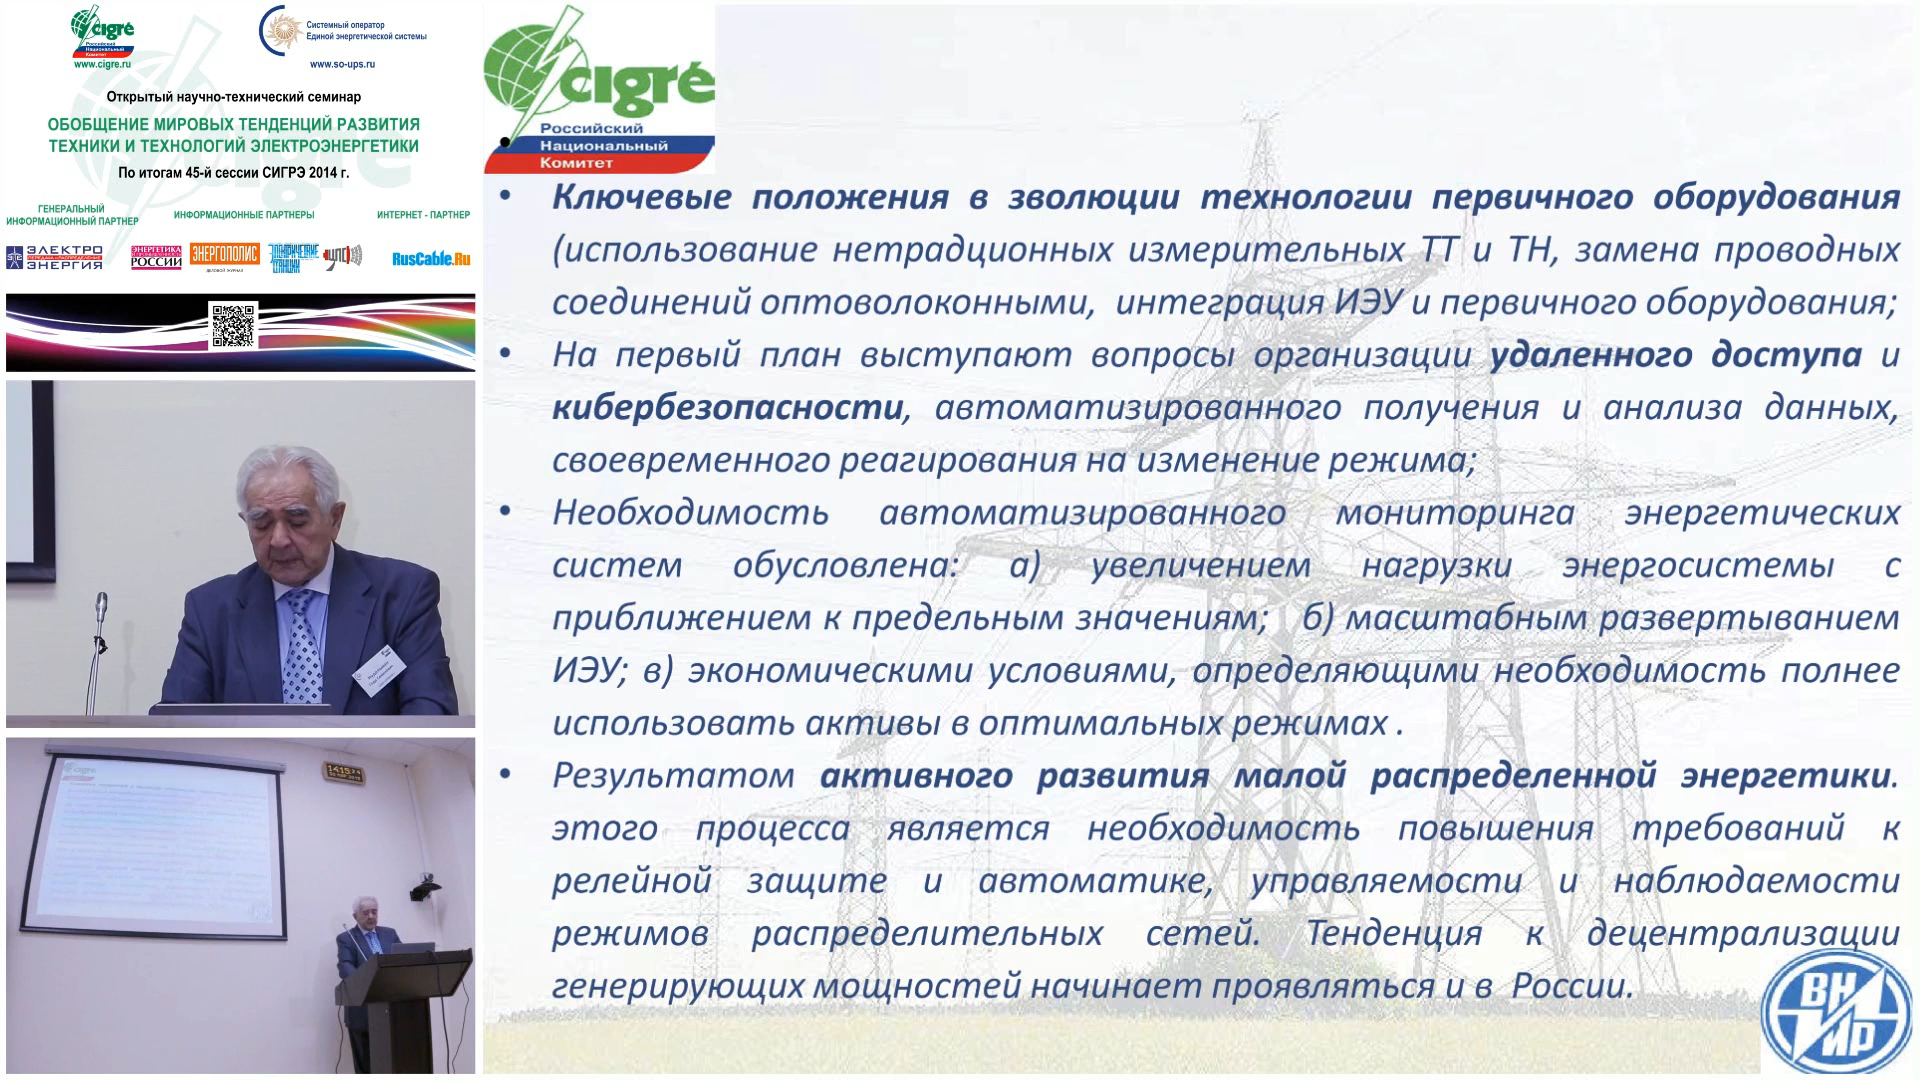 cigré
Российский
Национальный
Комитет
www.cigre.ru
Системный оператор
Единой энергетической системы
www.so-ups.ru
Открытый научно-технический семинар
ОБОБЩЕНИЕ МИРОВЫХ ТЕНДЕНЦИЙ РАЗВИТИЯ
ТЕХНИКИ И ТЕХНОЛОГИЙ ЭЛЕКТРОЭНЕРГЕТИКИ
По итогам 45-й сессии СИГРЭ 2014 г.
ГЕНЕРАЛЬНЫЙ
ИНФОРМАЦИОННЫЙ ПАРТНЕР
ИНФОРМАЦИОННЫЕ ПАРТНЕРЫ
ИНТЕРНЕТ - ПАРТНЕР
ЭЛЕКТРО
ЭНЕРГИЯ
ЭНЕРГЕТИКА
РОССИИ
ЭНЕРГОПОЛИС
ДЕЛОВОЙ ЖУРНАЛ
RusCable.Ru
cigré
Российский
Национальный
Комитет
•
• Ключевые положения в эволюции технологии первичного оборудования
(использование нетрадционных измерительных ТТ и ТН, замена проводных
соединений оптоволоконными, интеграция ИЭУ и первичного оборудования;
• На первый план выступают вопросы организации удаленного доступа и
кибербезопасности, автоматизированного получения и анализа данных,
своевременного реагирования на изменение режима;
• Необходимость автоматизированного мониторинга энергетических
систем обусловлена: а) увеличением нагрузки энергосистемы с
приближением к предельным значениям; б) масштабным развертыванием
ИЭУ; в) экономическими условиями, определяющими необходимость полнее
использовать активы в оптимальных режимах .
• Результатом активного развития малой распределенной энергетики.
этого процесса является необходимость повышения требований к
релейной защите и автоматике, управляемости и наблюдаемости
режимов распределительных сетей. Тенденция к децентрализации
генерирующих мощностей начинает проявляться и в России.
ВН
ИР